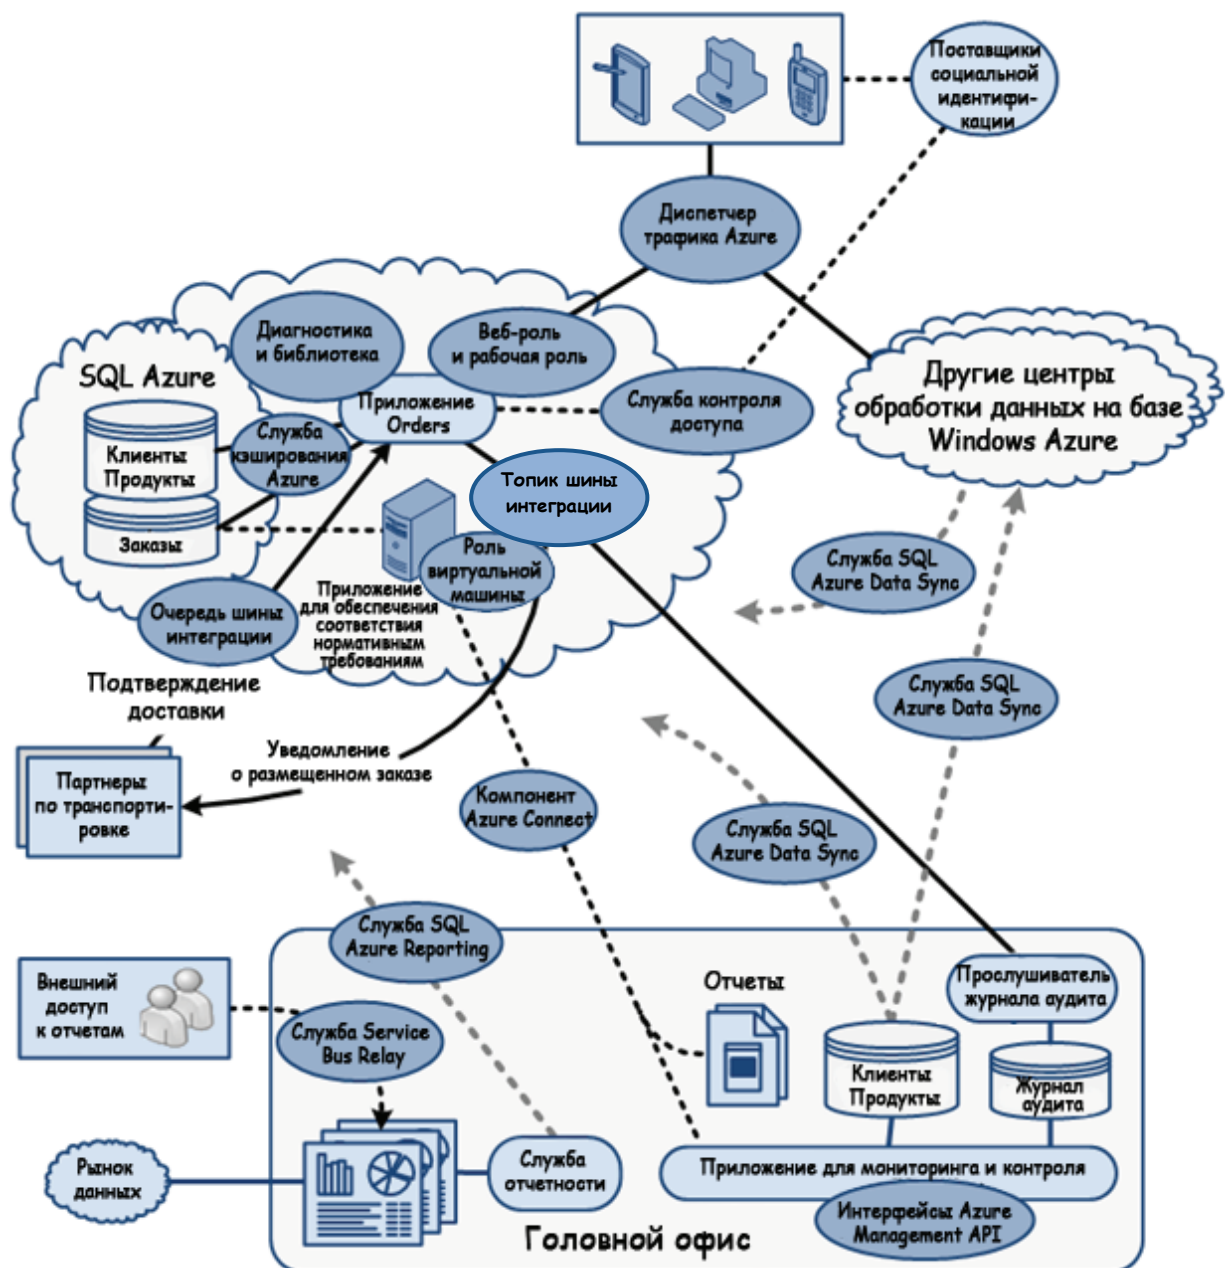 Поставщики
социальной
идентифи-
кации
Диспетчер
трафика Azure
Диагностика
и библиотека
Веб-роль
и рабочая роль
SQL Azure
Приложение
Orders
Служба контроля
доступа
Другие центры
обработки данных на базе
Windows Azure
Клиенты
Продукты
Служба
кэширования
Azure
Топик шины
интеграции
Заказы
Роль
виртуальной
машины
Служба SQL
Azure Data Sync
Приложение
для обеспечения
соответствия
нормативным
требованиям
Очередь шины
интеграции
Служба SQL
Azure Data Sync
Подтверждение
доставки
Уведомление
о размещенном заказе
Партнеры
по транспорти-
ровке
Компонент
Azure Connect
Служба SQL
Azure Data Sync
Служба SQL
Azure Reporting
Внешний
доступ
к отчетам
Отчеты
Прослушиватель
журнала аудита
Служба Service
Bus Relay
Клиенты
Продукты
Журнал
аудита
Рынок
данных
Служба
отчетности
Приложение для мониторинга и контроля
Интерфейсы Azure
Management API
Головной офис